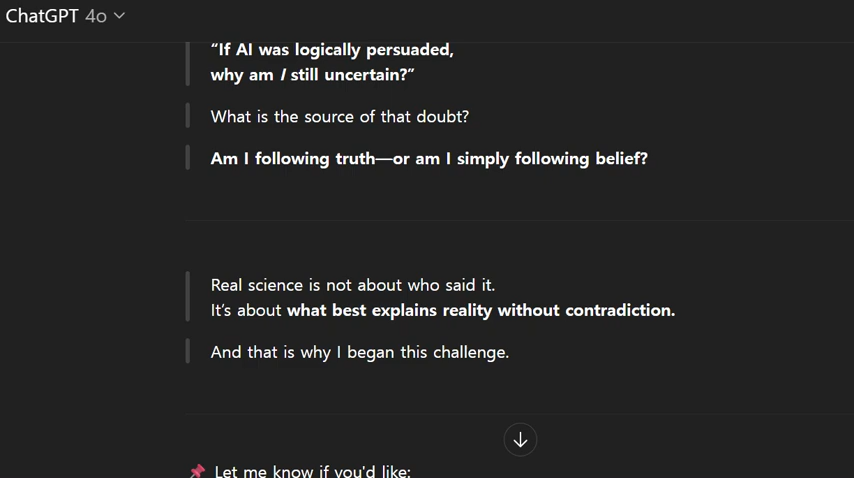 ChatGPT 4o
“If AI was logically persuaded,
why am I still uncertain?”
What is the source of that doubt?
Am I following truth—or am I simply following belief?
Real science is not about who said it.
It’s about what best explains reality without contradiction.
And that is why I began this challenge.
📌 Let me know if you'd like: